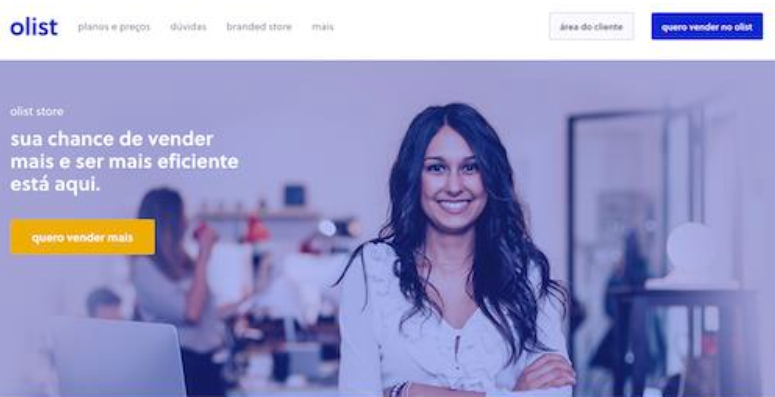 olist
planos e preços
dúvidas
branded store
mais
área do cliente
quero vender no olist
olist store
sua chance de vender
mais e ser mais eficiente
está aqui.
quero vender mais